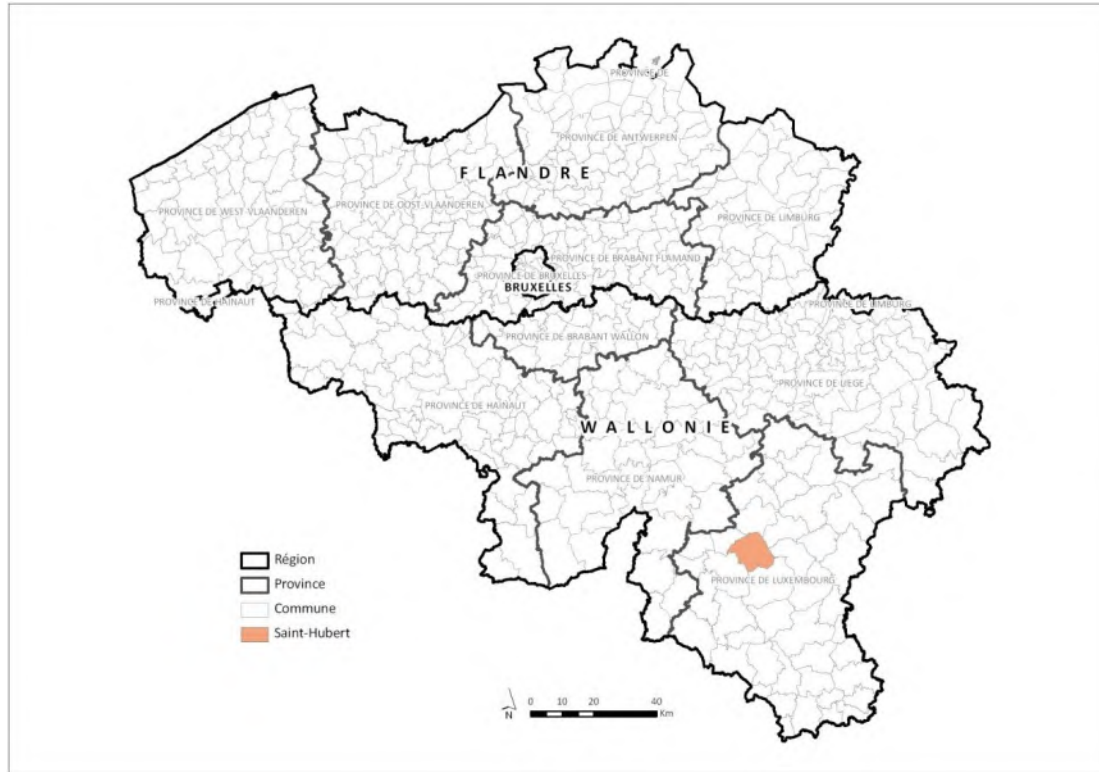 PROVINCE DE
PROVINCE DE ANTWERPEN
FLANDRE
PROVINCE DE WEST-VLAANDEREN
PROVINCE DE OOST-VLAANDEREN
PROVINCE DE LIMBURG
PROVINCE DE BRABANT FLAMAND
PROVINCE DE BRUXELLES
BRUXELLES
PROVINCE DE HAINAUT
PROVINCE DE LIMBURG
PROVINCE DE BRABANT WALLON
PROVINCE DE LIEGE
PROVINCE DE HAINAUT
WALLONIE
PROVINCE DE NAMUR
PROVINCE DE LUXEMBOURG
Région
Province
Commune
Saint-Hubert
N
0 10 20 40
Km